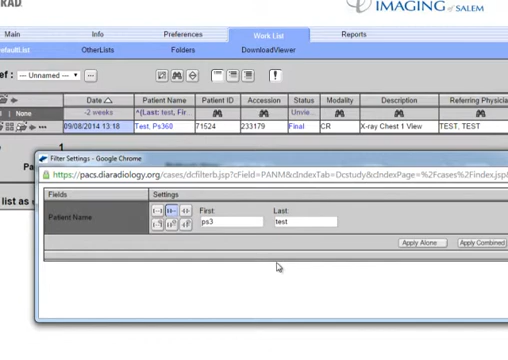 RAD.
IMAGING of SALEM
Main Info Preferences Work List Reports
DefaultList OtherLists Folders DownloadViewer
ef : --- Unnamed ---
Date Patient Name Patient ID Accession Status Modality Description Referring Physicia
| None -2 weeks ^(Last: test, Fir Unvie...
09/08/2014 13:18 Test, Ps360 71524 233179 Final CR X-ray Chest 1 View TEST, TEST
Pa 1
Filter Settings - Google Chrome
https://pacs.diaradiology.org/cases/dcfilterb.jsp?cField=PANM&cIndexTab=Dcstudy&cIndexPage=%2Fcases%2Findex.jsp
list as
Fields Settings
Patient Name First: Last:
ps3 test
Apply Alone Apply Combined